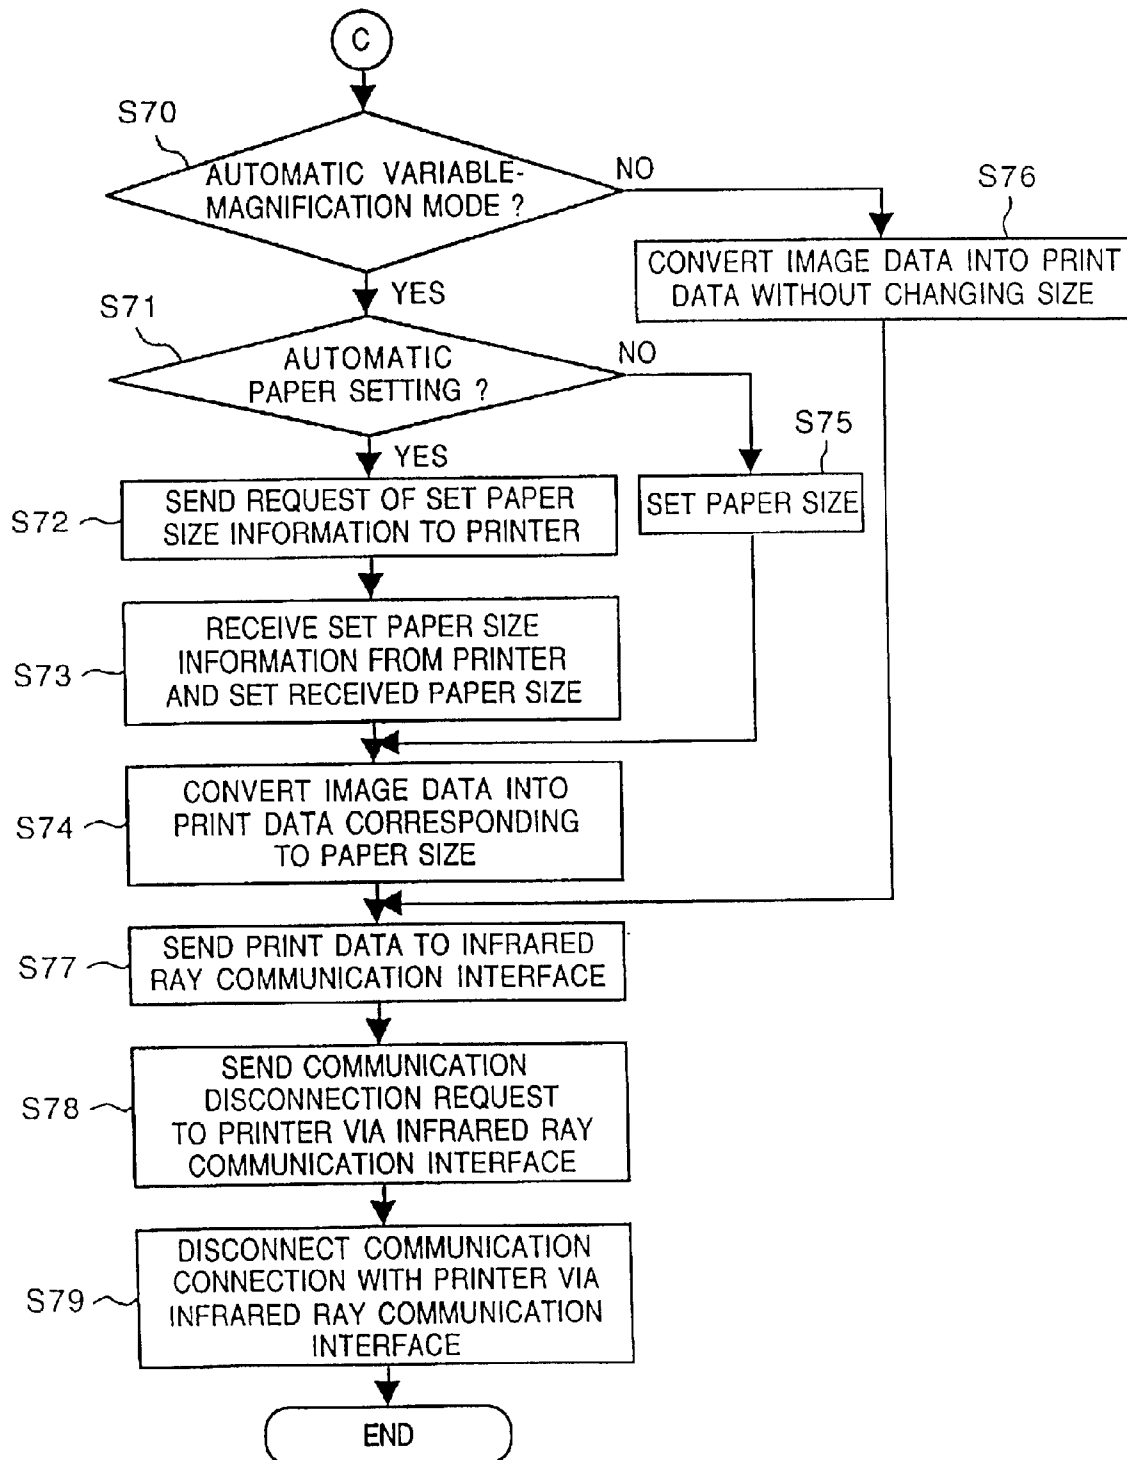 C
S70
AUTOMATIC VARIABLE-
MAGNIFICATION MODE ?
NO
YES
S76
CONVERT IMAGE DATA INTO PRINT
DATA WITHOUT CHANGING SIZE
S71
AUTOMATIC
PAPER SETTING ?
NO
YES
S75
SET PAPER SIZE
S72
SEND REQUEST OF SET PAPER
SIZE INFORMATION TO PRINTER
S73
RECEIVE SET PAPER SIZE
INFORMATION FROM PRINTER
AND SET RECEIVED PAPER SIZE
S74
CONVERT IMAGE DATA INTO
PRINT DATA CORRESPONDING
TO PAPER SIZE
S77
SEND PRINT DATA TO INFRARED
RAY COMMUNICATION INTERFACE
S78
SEND COMMUNICATION
DISCONNECTION REQUEST
TO PRINTER VIA INFRARED RAY
COMMUNICATION INTERFACE
S79
DISCONNECT COMMUNICATION
CONNECTION WITH PRINTER VIA
INFRARED RAY COMMUNICATION
INTERFACE
END